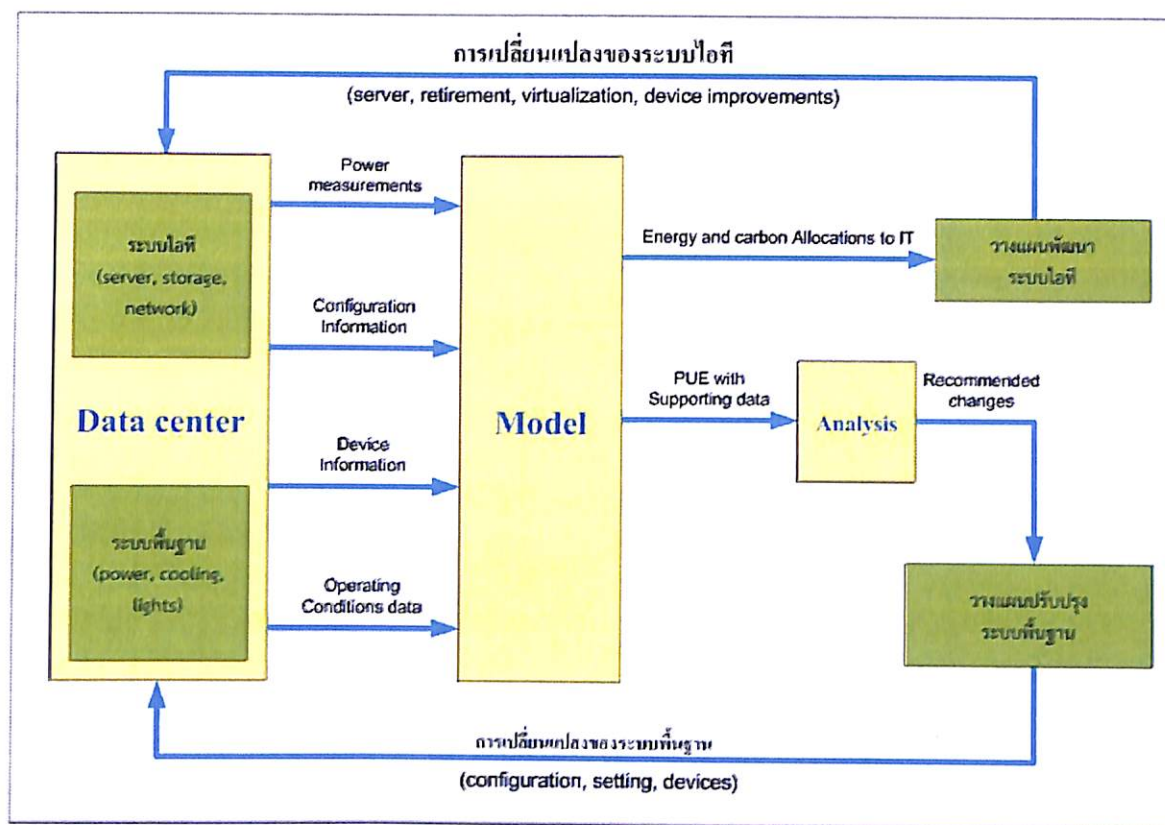 การเปลี่ยนแปลงของระบบไอที
(server, retirement, virtualization, device improvements)
ระบบไอที
(server, storage,
network)
Data center
ระบบพื้นฐาน
(power, cooling,
lights)
Power
measurements
Configuration
Information
Device
Information
Operating
Conditions data
Model
Energy and carbon Allocations to IT
วางแผนพัฒนา
ระบบไอที
PUE with
Supporting data
Analysis
Recommended
changes
วางแผนปรับปรุง
ระบบพื้นฐาน
การเปลี่ยนแปลงของระบบพื้นฐาน
(configuration, setting, devices)